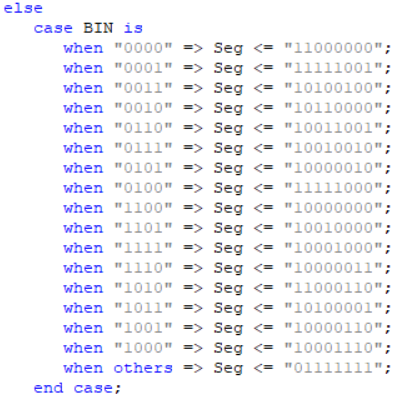 else
case BIN is
when "0000" => Seg <= "11000000";
when "0001" => Seg <= "11111001";
when "0011" => Seg <= "10100100";
when "0010" => Seg <= "10110000";
when "0110" => Seg <= "10011001";
when "0111" => Seg <= "10010010";
when "0101" => Seg <= "10000010";
when "0100" => Seg <= "11111000";
when "1100" => Seg <= "10000000";
when "1101" => Seg <= "10010000";
when "1111" => Seg <= "10001000";
when "1110" => Seg <= "10000011";
when "1010" => Seg <= "11000110";
when "1011" => Seg <= "10100001";
when "1001" => Seg <= "10000110";
when "1000" => Seg <= "10001110";
when others => Seg <= "01111111";
end case;